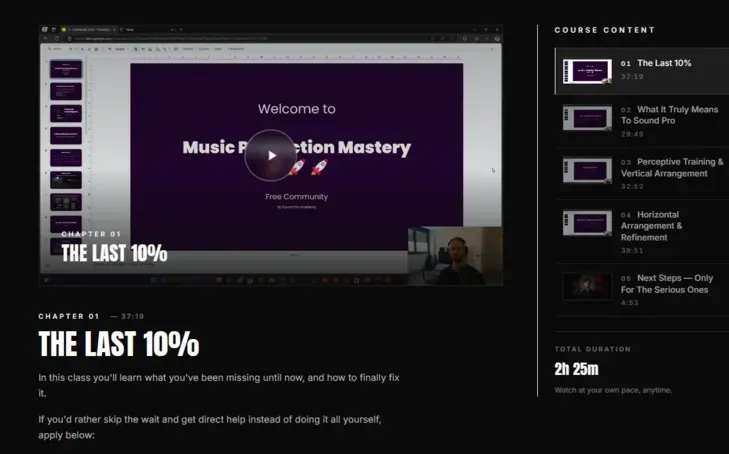 Welcome to
Music P ction Mastery
Free Community
By Sound Pro Academy
CHAPTER 01
THE LAST 10%
CHAPTER 01 — 37:19
THE LAST 10%
In this class you'll learn what you've been missing until now, and how to finally fix
it.
If you'd rather skip the wait and get direct help instead of doing it all yourself,
apply below:
COURSE CONTENT
01 The Last 10%
37:19
02 What It Truly Means
To Sound Pro
29:49
03 Perceptive Training &
Vertical Arrangement
32:52
04 Horizontal
Arrangement &
Refinement
39:51
05 Next Steps — Only
For The Serious Ones
4:53
TOTAL DURATION
2h 25m
Watch at your own pace, anytime.